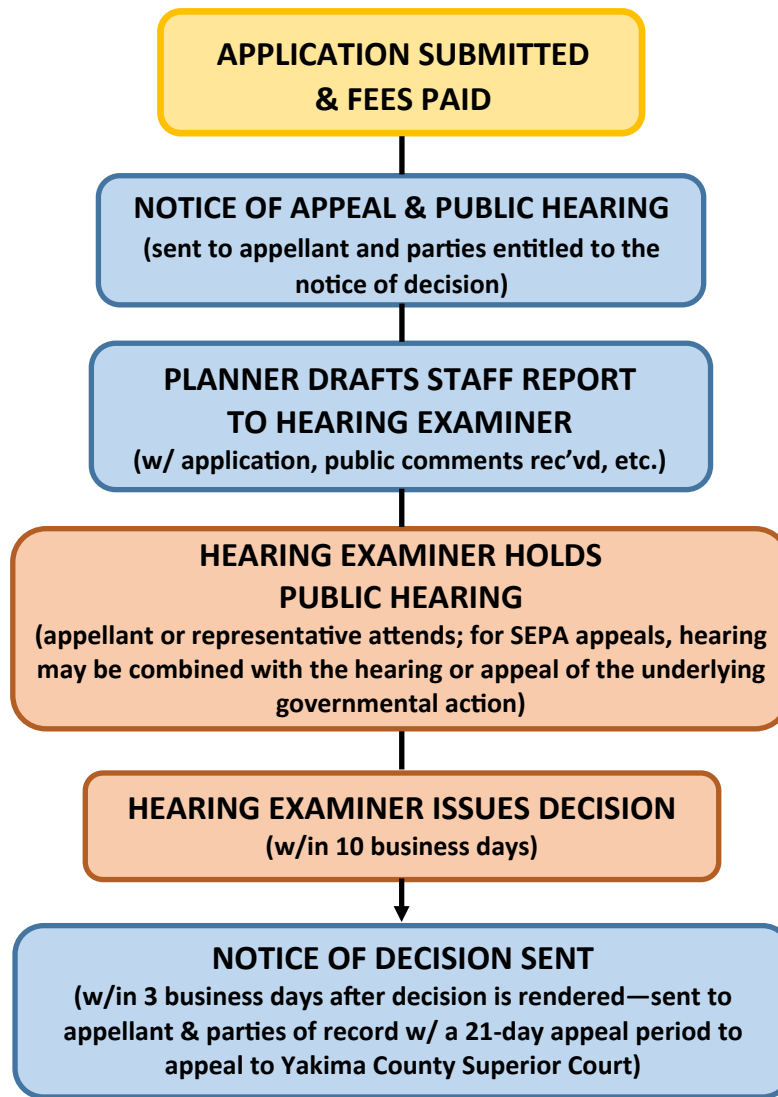 APPLICATION SUBMITTED
& FEES PAID
NOTICE OF APPEAL & PUBLIC HEARING
(sent to appellant and parties entitled to the
notice of decision)
PLANNER DRAFTS STAFF REPORT
TO HEARING EXAMINER
(w/ application, public comments rec’vd, etc.)
HEARING EXAMINER HOLDS
PUBLIC HEARING
(appellant or representative attends; for SEPA appeals, hearing
may be combined with the hearing or appeal of the underlying
governmental action)
HEARING EXAMINER ISSUES DECISION
(w/in 10 business days)
NOTICE OF DECISION SENT
(w/in 3 business days after decision is rendered—sent to
appellant & parties of record w/ a 21-day appeal period to
appeal to Yakima County Superior Court)